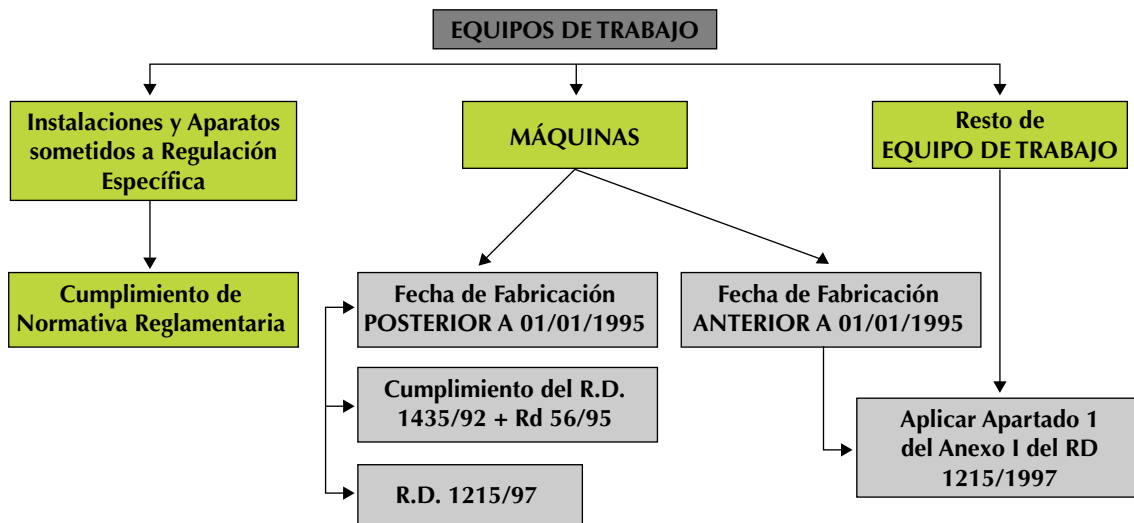 EQUIPOS DE TRABAJO
Instalaciones y Aparatos
sometidos a Regulación
Específica
MÁQUINAS
Resto de
EQUIPO DE TRABAJO
Cumplimiento de
Normativa Reglamentaria
Fecha de Fabricación
POSTERIOR A 01/01/1995
Fecha de Fabricación
ANTERIOR A 01/01/1995
Cumplimiento del R.D.
1435/92 + Rd 56/95
Aplicar Apartado 1
del Anexo I del RD
1215/1997
R.D. 1215/97